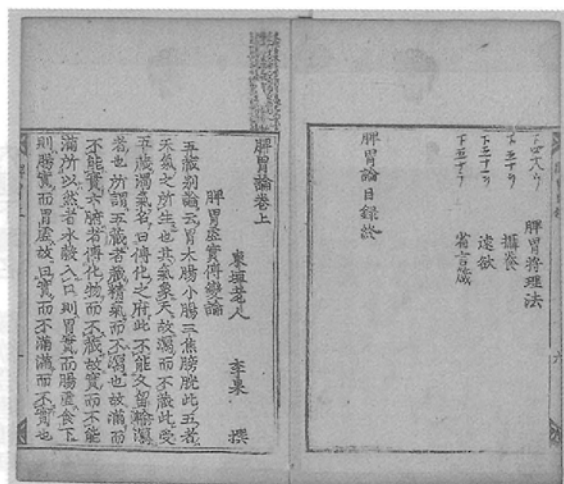 脾胃將理法
攝養
遠欲
省言箴
脾胃論目録終
脾胃論卷上
東垣老人 李杲 撰
脾胃虛實傳變論
五藏別論云胃大腸小腸三焦膀胱此五者
天氣之所生也其氣象天故瀉而不藏此受
五藏濁氣名曰傳化之府此不能久留輸瀉
者也所謂五藏者藏精氣而不瀉也故滿而
不能實六腑者傳化物而不藏故實而不能
滿所以然者水穀入口則胃實而腸虛食下
則腸實而胃虛故曰實而不滿滿而不實也